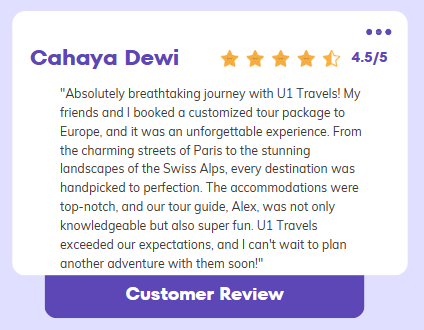 Cahaya Dewi
4.5/5
"Absolutely breathtaking journey with U1 Travels! My
friends and I booked a customized tour package to
Europe, and it was an unforgettable experience. From
the charming streets of Paris to the stunning
landscapes of the Swiss Alps, every destination was
handpicked to perfection. The accommodations were
top-notch, and our tour guide, Alex, was not only
knowledgeable but also super fun. U1 Travels
exceeded our expectations, and I can't wait to plan
another adventure with them soon!"
Customer Review